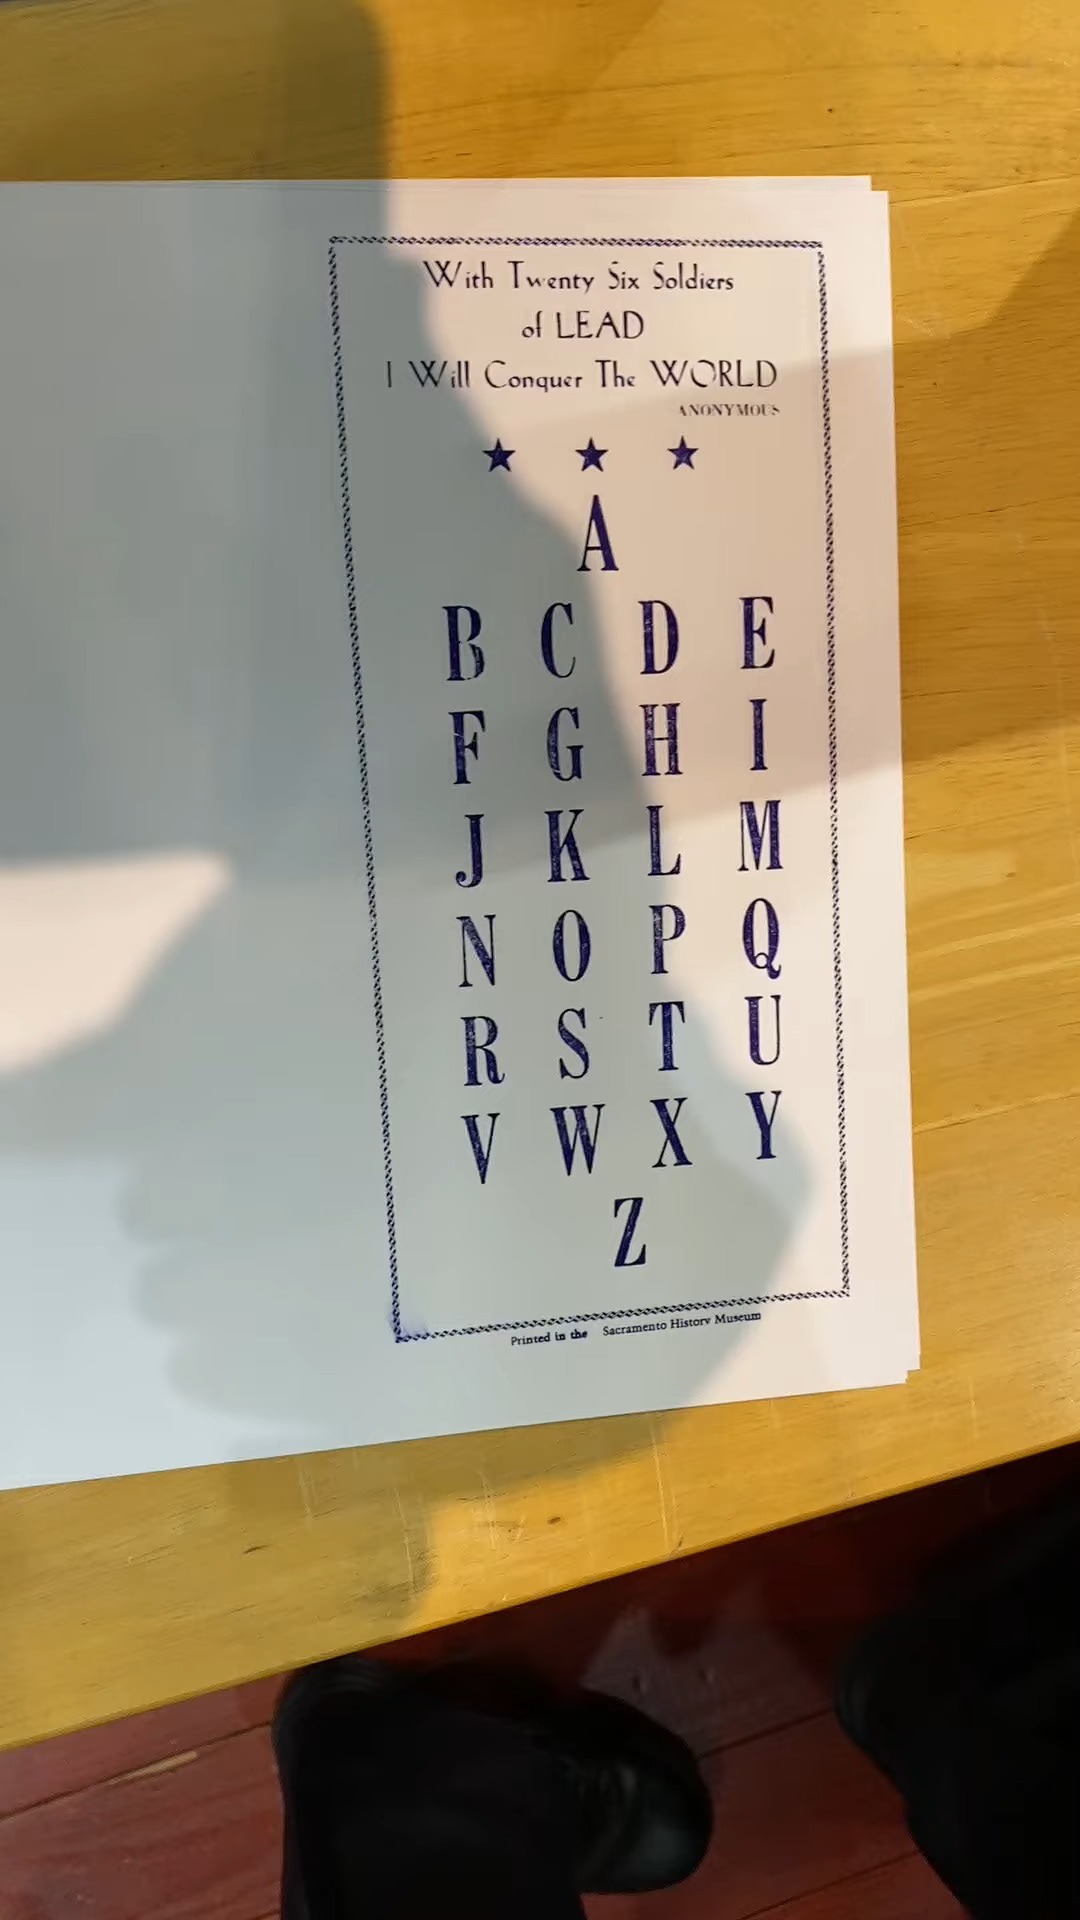 With Twenty Six Soldiers
of LEAD
I Will Conquer The WORLD
ANONYMOUS
A
B C D E
F G H I
J K L M
N O P Q
R S T U
V W X Y
Z
Printed in the Sacramento History Museum